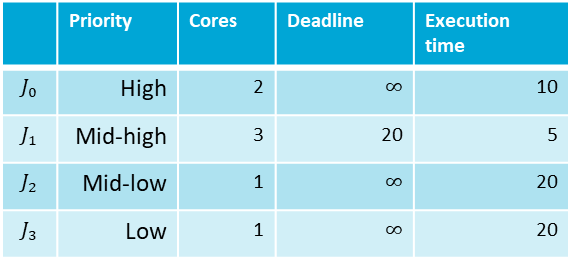 Priority Cores Deadline Execution time
J₀ High 2 ∞ 10
J₁ Mid-high 3 20 5
J₂ Mid-low 1 ∞ 20
J₃ Low 1 ∞ 20